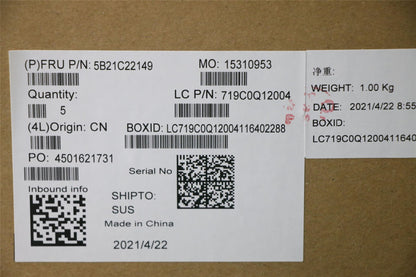 (P)FRU P/N: 5B21C22149
MO: 15310953
Quantity:
5
LC P/N: 719C0Q12004
(4L)Origin: CN
BOXID: LC719C0Q12004116402288
PO: 4501621731
Serial No
Inbound info
SHIPTO:
SUS
Made in China
2021/4/22
净重:
WEIGHT: 1.00 Kg
DATE: 2021/4/22 8:55
BOXID:
LC719C0Q1200411640